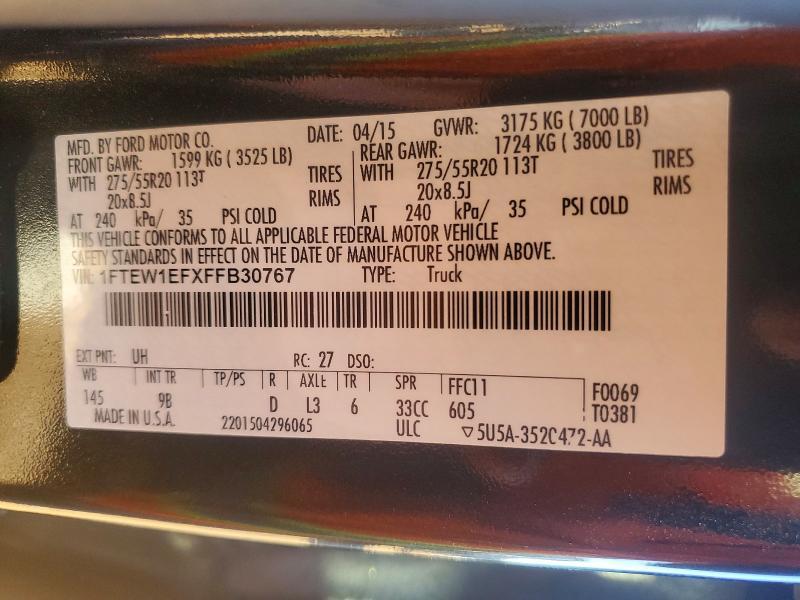 MFD. BY FORD MOTOR CO. DATE: 04/15 GVWR: 3175 KG ( 7000 LB)
FRONT GAWR: 1599 KG ( 3525 LB) REAR GAWR: 1724 KG ( 3800 LB)
WITH 275/55R20 113T TIRES WITH 275/55R20 113T TIRES
20x8.5J RIMS 20x8.5J RIMS
AT 240 kPa/ 35 PSI COLD AT 240 kPa/ 35 PSI COLD
THIS VEHICLE CONFORMS TO ALL APPLICABLE FEDERAL MOTOR VEHICLE
SAFETY STANDARDS IN EFFECT ON THE DATE OF MANUFACTURE SHOWN ABOVE.
VIN: 1FTEW1EFXFFB30767 TYPE: Truck
EXT PNT: UH RC: 27 DSO:
WB INT TR TP/PS R AXLE TR SPR FFC11 F0069
145 9B D L3 6 33CC 605 T0381
MADE IN U.S.A. 2201504296065 ULC ▽5U5A-3520472-AA